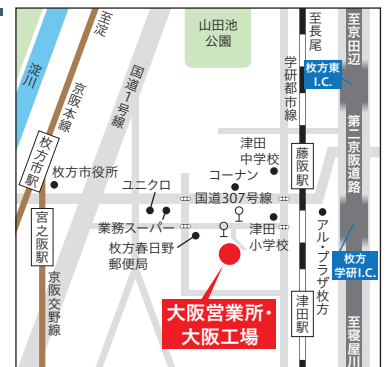 至淀
淀川
京阪本線
国道1号線
山田池
公園
学研都市線
至長尾
至京田辺
枚方東
I.C.
第二京阪道路
枚方市駅
枚方市役所
ユニクロ
コーナン
津田
中学校
藤阪駅
国道307号線
宮之阪駅
業務スーパー
枚方春日野
郵便局
津田
小学校
アル・プラザ枚方
枚方
学研I.C.
京阪交野線
大阪営業所・
大阪工場
津田駅
至寝屋川